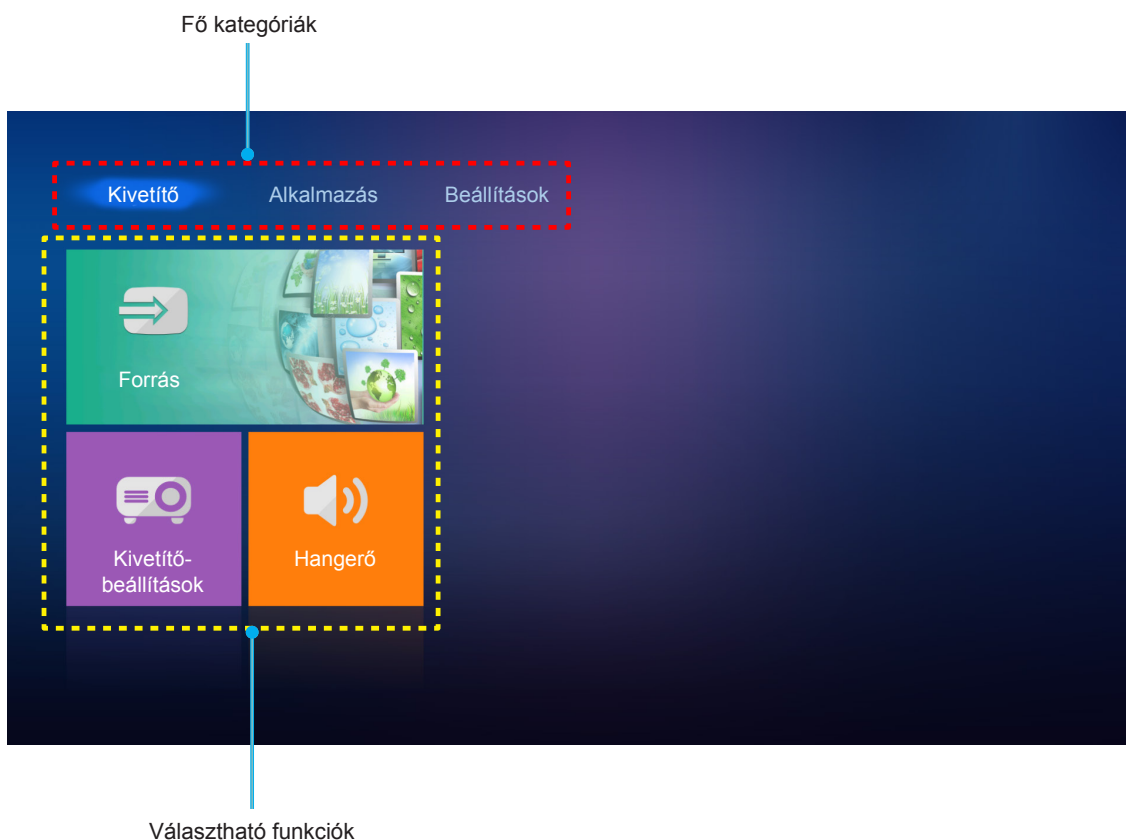 Fő kategóriák
Kivetítő Alkalmazás Beállítások
Forrás
Kivetítő-
beállítások
Hangerő
Választható funkciók